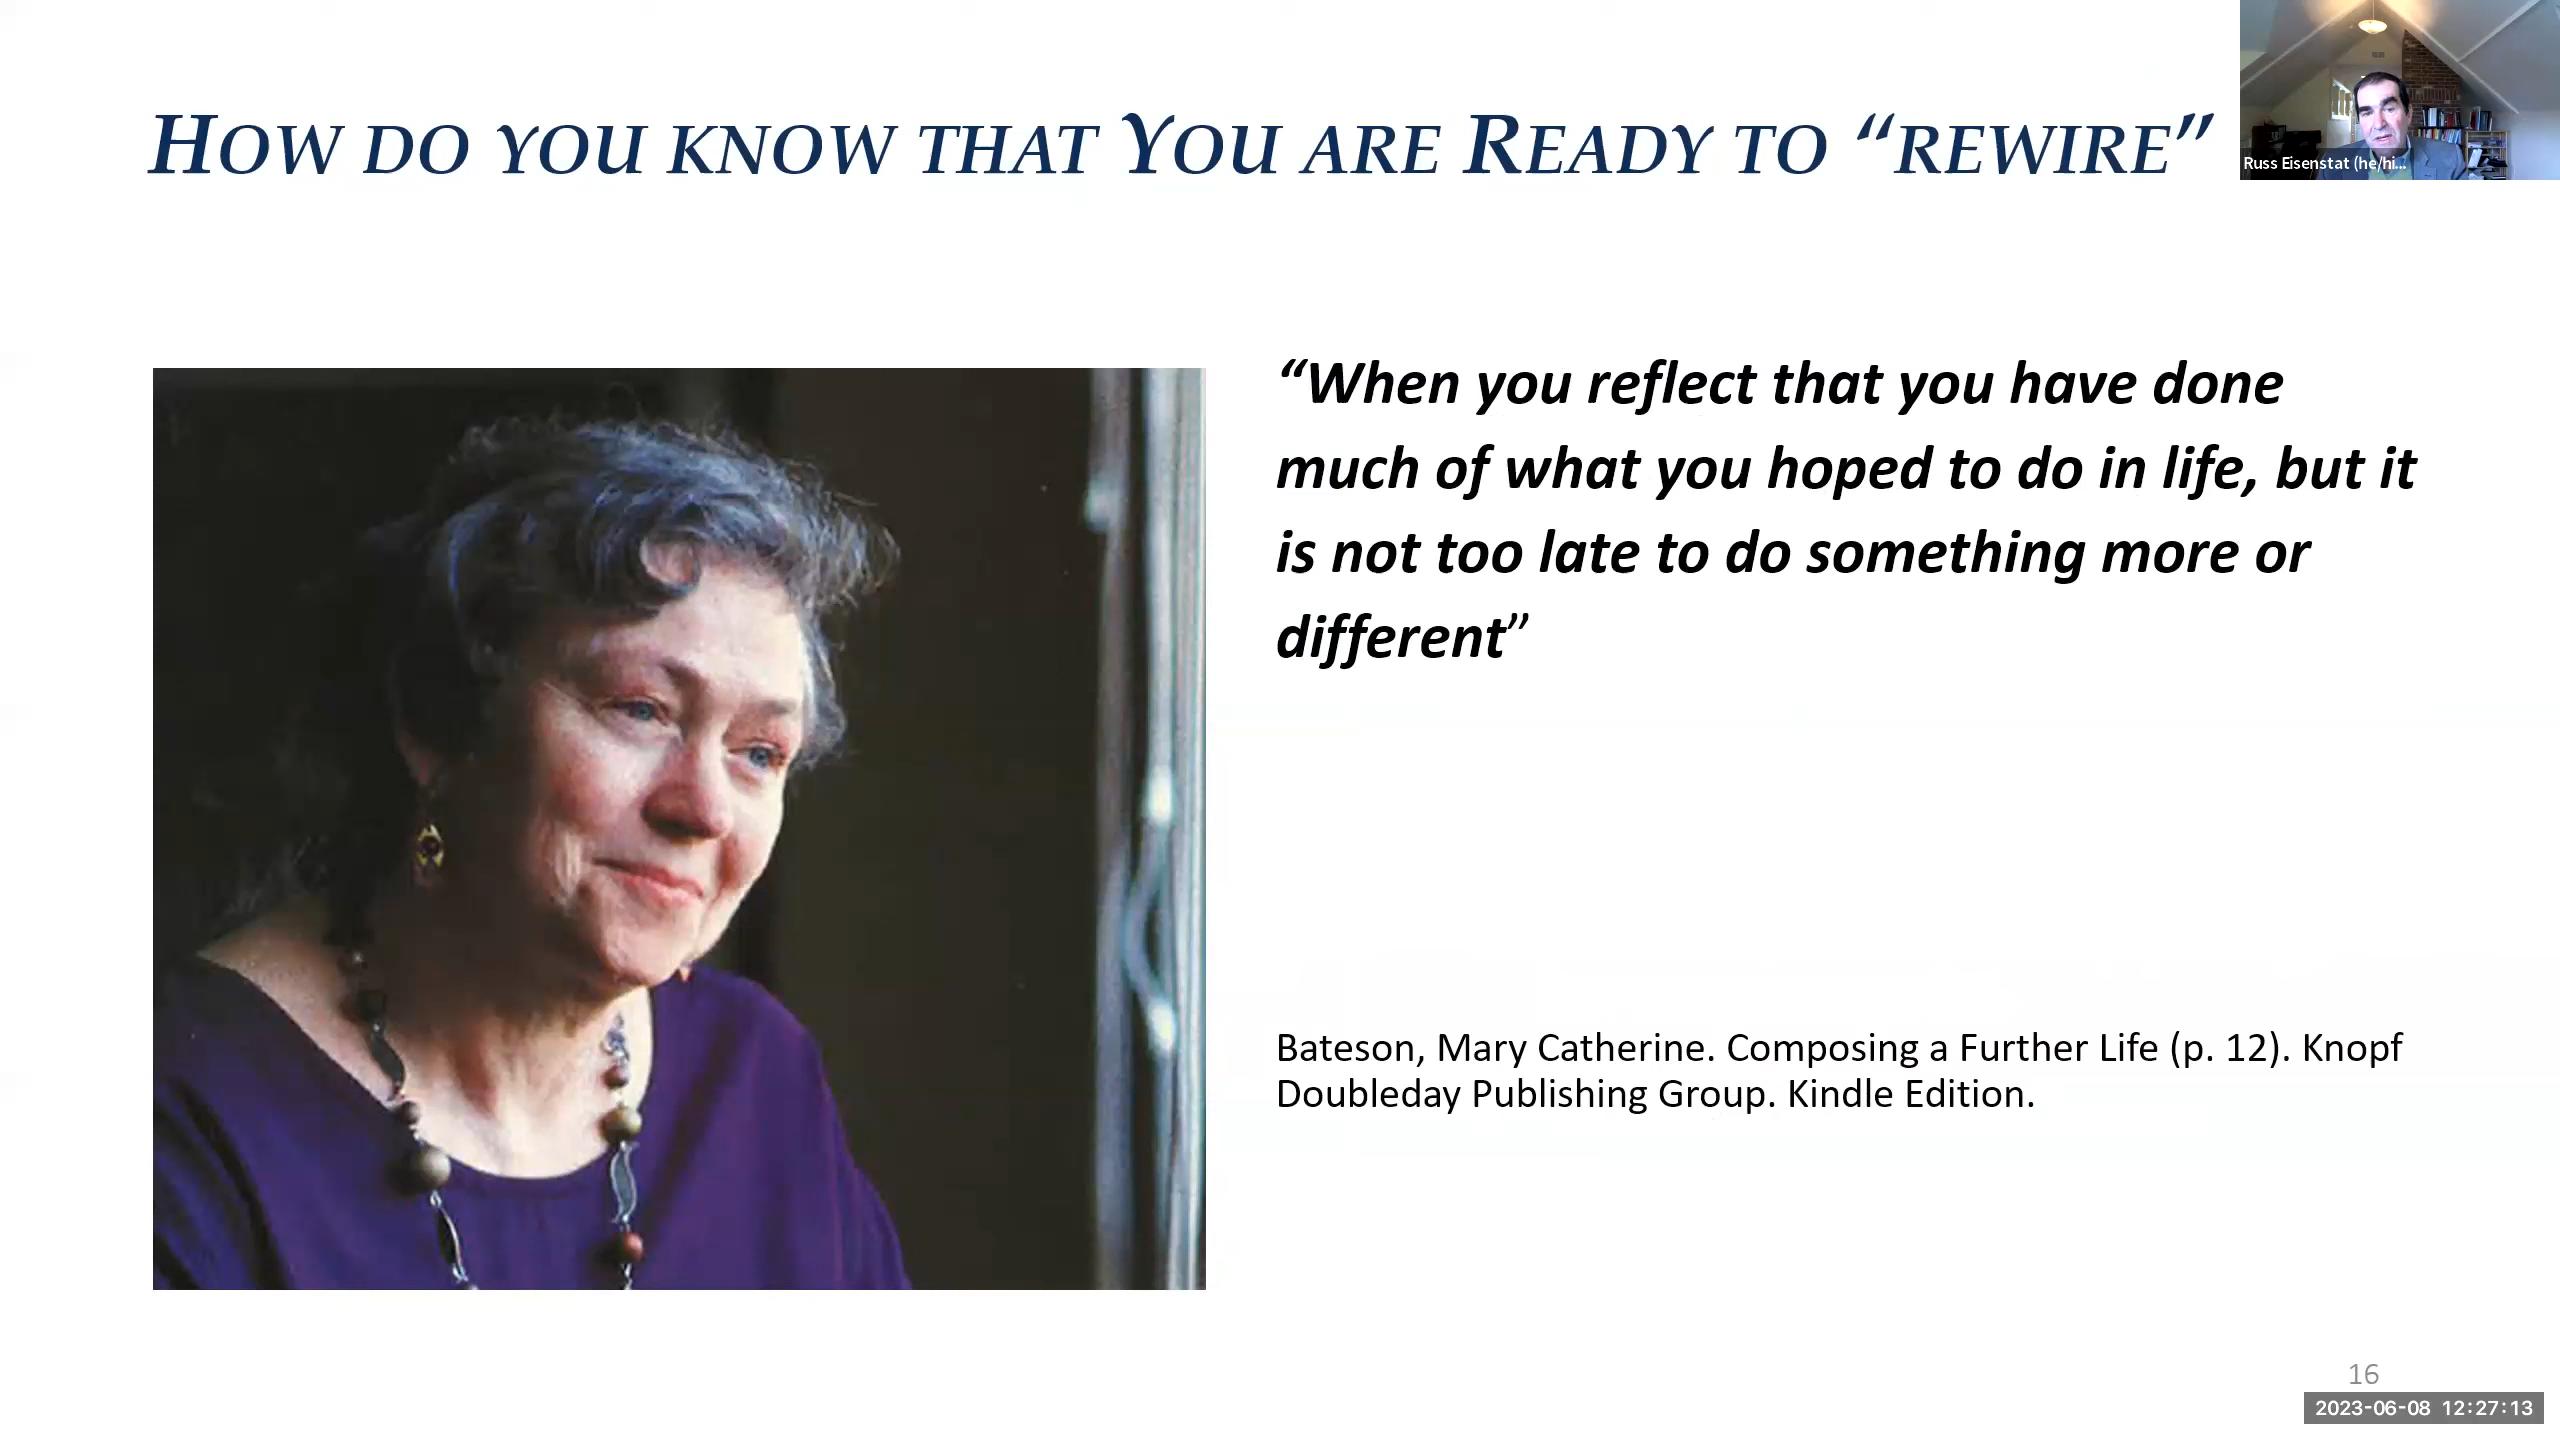 HOW DO YOU KNOW THAT YOU ARE READY TO “REWIRE”
Russ Eisenstat (he/hi...
“When you reflect that you have done
much of what you hoped to do in life, but it
is not too late to do something more or
different”
Bateson, Mary Catherine. Composing a Further Life (p. 12). Knopf
Doubleday Publishing Group. Kindle Edition.
16
2023-06-08 12:27:13